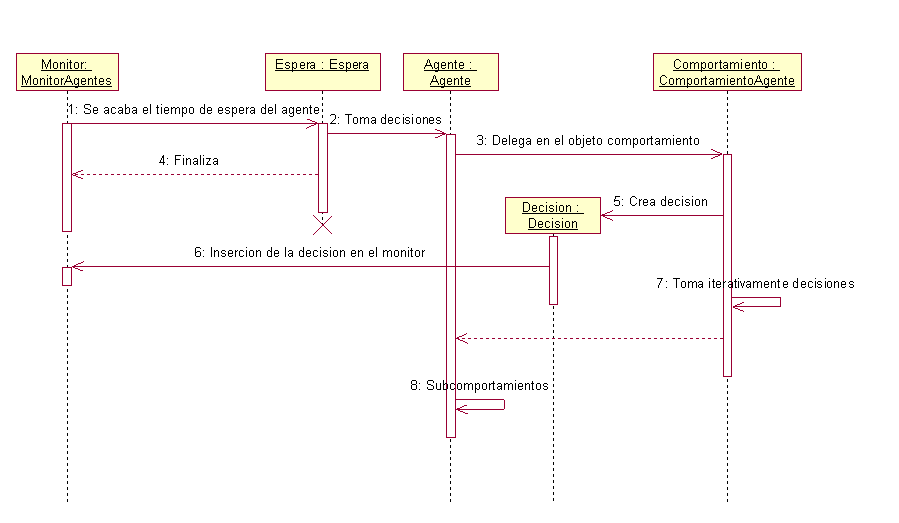 Monitor:
MonitorAgentes
Espera : Espera
Agente :
Agente
Comportamiento :
ComportamientoAgente
1: Se acaba el tiempo de espera del agente
2: Toma decisiones
3: Delega en el objeto comportamiento
4: Finaliza
Decision :
Decision
5: Crea decision
6: Insercion de la decision en el monitor
7: Toma iterativamente decisiones
8: Subcomportamientos